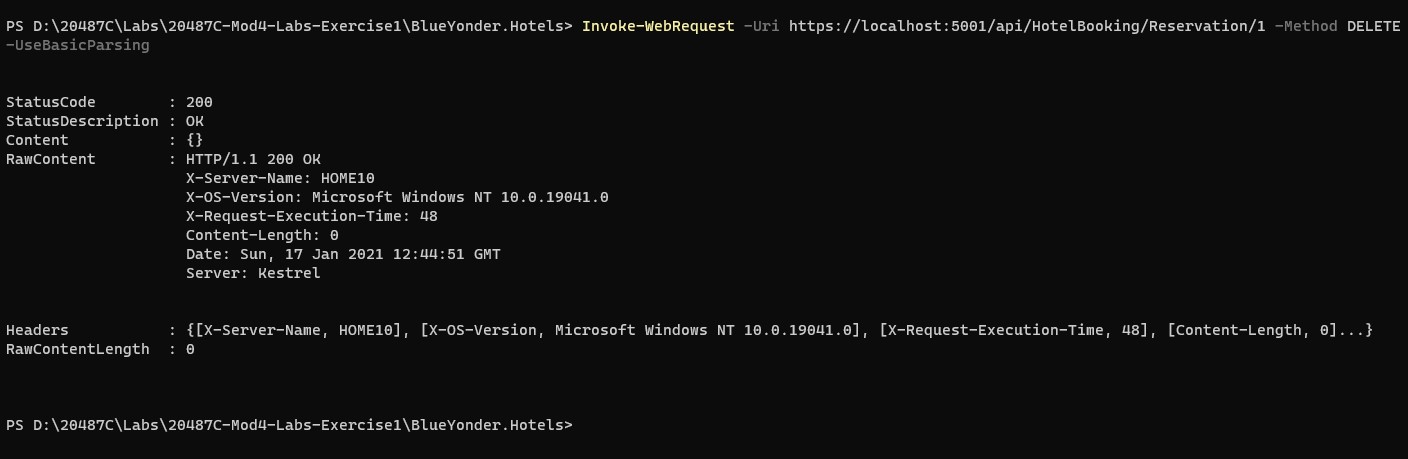 PS D:\20487C\Labs\20487C-Mod4-Labs-Exercise1\BlueYonder.Hotels> Invoke-WebRequest -Uri https://localhost:5001/api/HotelBooking/Reservation/1 -Method DELETE
-UseBasicParsing
StatusCode        : 200
StatusDescription : OK
Content           : {}
RawContent        : HTTP/1.1 200 OK
                    X-Server-Name: HOME10
                    X-OS-Version: Microsoft Windows NT 10.0.19041.0
                    X-Request-Execution-Time: 48
                    Content-Length: 0
                    Date: Sun, 17 Jan 2021 12:44:51 GMT
                    Server: Kestrel
Headers           : {[X-Server-Name, HOME10], [X-OS-Version, Microsoft Windows NT 10.0.19041.0], [X-Request-Execution-Time, 48], [Content-Length, 0]...}
RawContentLength  : 0
PS D:\20487C\Labs\20487C-Mod4-Labs-Exercise1\BlueYonder.Hotels>